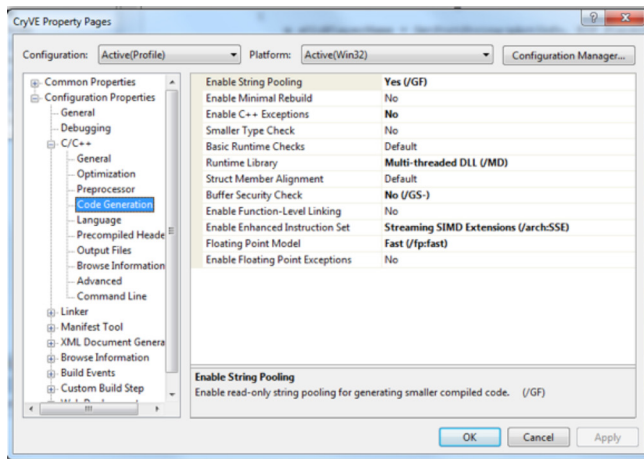 CryVE Property Pages
Configuration: Active(Profile) Platform: Active(Win32) Configuration Manager...
Common Properties
Configuration Properties
General
Debugging
C/C++
General
Optimization
Preprocessor
Code Generation
Language
Precompiled Heade
Output Files
Browse Information
Advanced
Command Line
Linker
Manifest Tool
XML Document Genera
Browse Information
Build Events
Custom Build Step
Enable String Pooling Yes (/GF)
Enable Minimal Rebuild No
Enable C++ Exceptions No
Smaller Type Check No
Basic Runtime Checks Default
Runtime Library Multi-threaded DLL (/MD)
Struct Member Alignment Default
Buffer Security Check No (/GS-)
Enable Function-Level Linking No
Enable Enhanced Instruction Set Streaming SIMD Extensions (/arch:SSE)
Floating Point Model Fast (/fp:fast)
Enable Floating Point Exceptions No
Enable String Pooling
Enable read-only string pooling for generating smaller compiled code. (/GF)
OK Cancel Apply